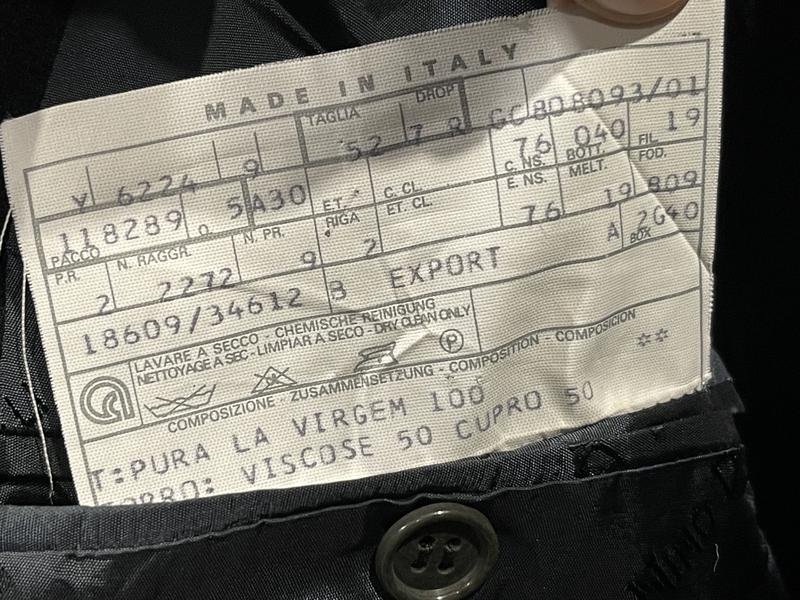 MADE IN ITALY
TAGLIA DROP
Y 6224 9 52 7 R GC808093/01
118289 0 5 A30 76 040 19
PACCO ET. C. CL. C. NS. BOTT. FIL.
RIGA ET. CL. E. NS. MELT. FOD.
P.R. N. RAGGR. N. PR. 76 19 809
2 2272 9 2 A 2G40
BOX
18609/34612 B EXPORT
LAVARE A SECCO - CHEMISCHE REINIGUNG
NETTOYAGE A SEC - LIMPIAR A SECO - DRY CLEAN ONLY
P
COMPOSIZIONE - ZUSAMMENSETZUNG - COMPOSITION - COMPOSICION
**
T:PURA LA VIRGEM 100
VISCOSE 50 CUPRO 50